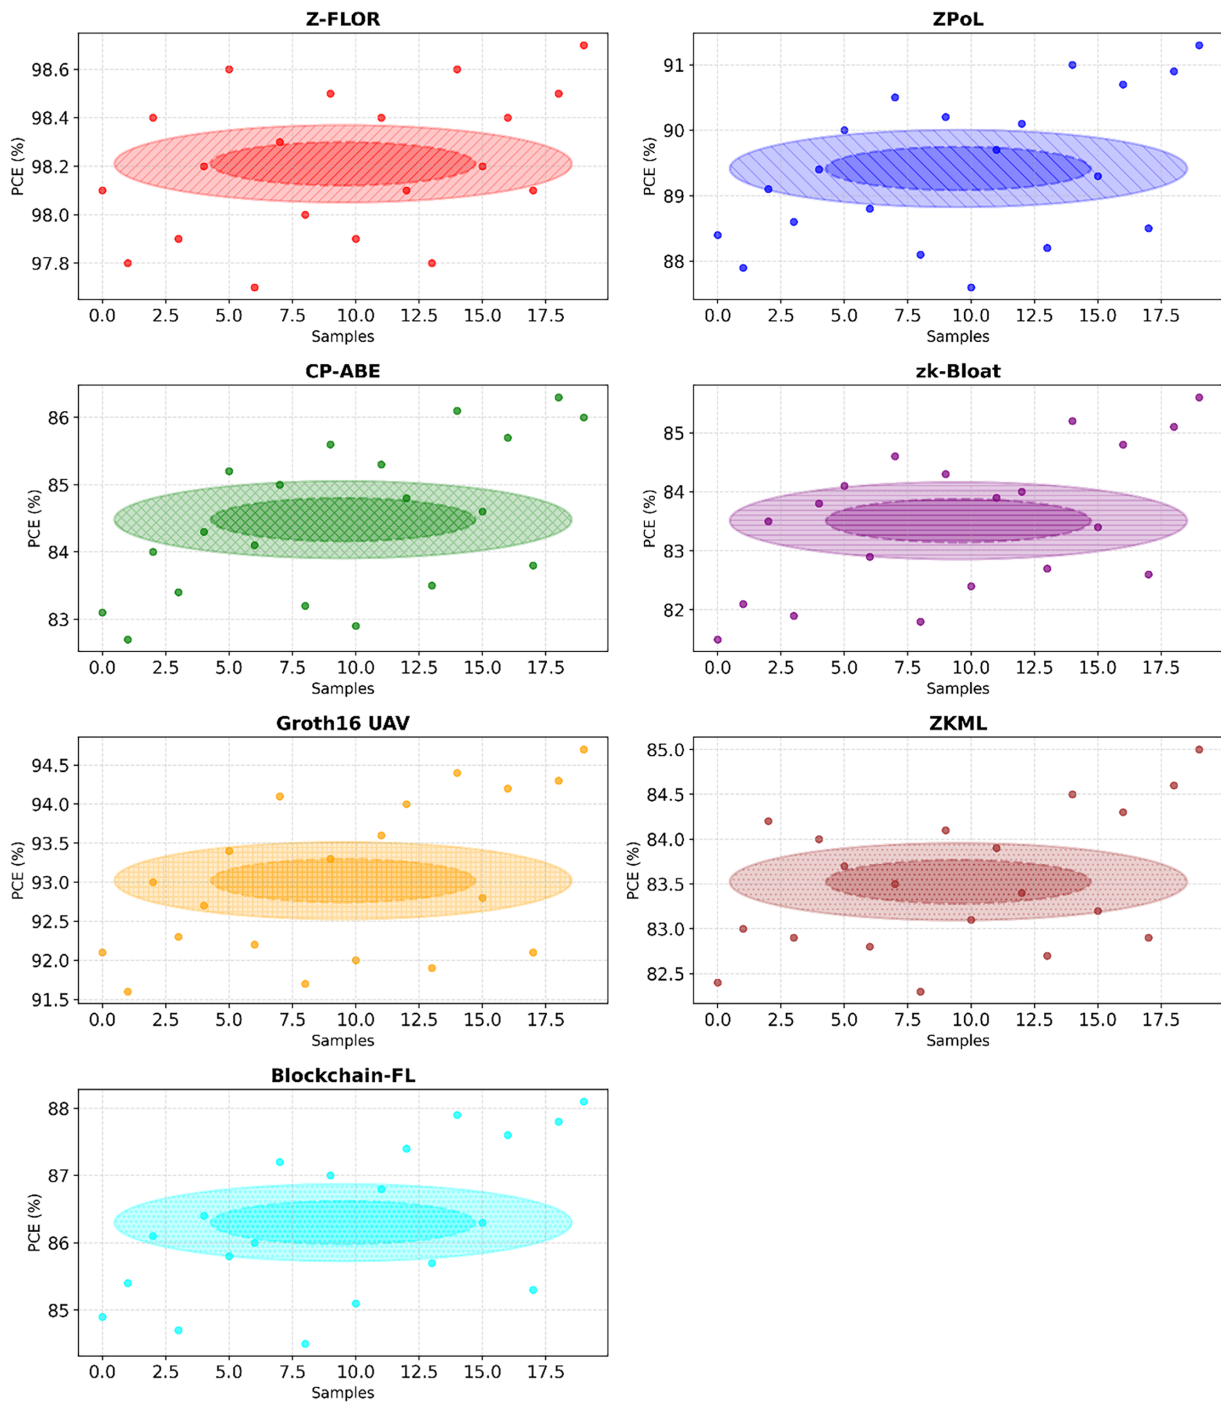 Z-FLOR
PCE (%)
98.6
98.4
98.2
98.0
97.8
0.0 2.5 5.0 7.5 10.0 12.5 15.0 17.5
Samples
ZPoL
PCE (%)
91
90
89
88
0.0 2.5 5.0 7.5 10.0 12.5 15.0 17.5
Samples
CP-ABE
PCE (%)
86
85
84
83
0.0 2.5 5.0 7.5 10.0 12.5 15.0 17.5
Samples
zk-Bloat
PCE (%)
85
84
83
82
0.0 2.5 5.0 7.5 10.0 12.5 15.0 17.5
Samples
Groth16 UAV
PCE (%)
94.5
94.0
93.5
93.0
92.5
92.0
91.5
0.0 2.5 5.0 7.5 10.0 12.5 15.0 17.5
Samples
ZKML
PCE (%)
85.0
84.5
84.0
83.5
83.0
82.5
0.0 2.5 5.0 7.5 10.0 12.5 15.0 17.5
Samples
Blockchain-FL
PCE (%)
88
87
86
85
0.0 2.5 5.0 7.5 10.0 12.5 15.0 17.5
Samples